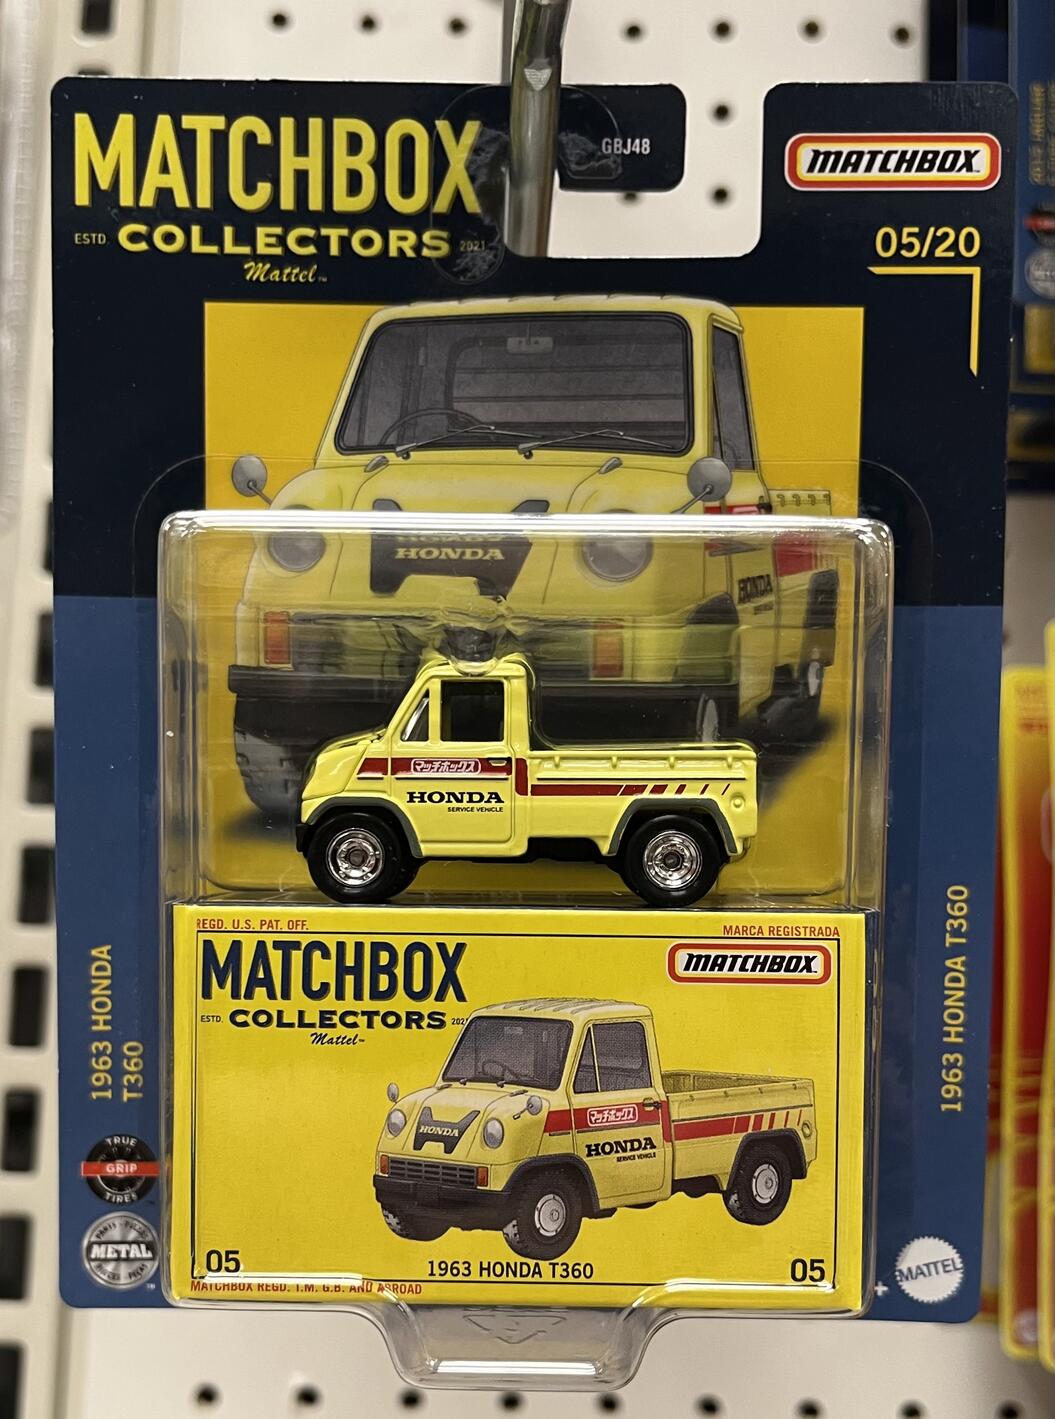 MATCHBOX
ESTD. COLLECTORS 2021
Mattel™
GBJ48
MATCHBOX
05/20
HONDA
HONDA
マッチボックス
HONDA
SERVICE VEHICLE
REGD. U.S. PAT. OFF.
MARCA REGISTRADA
MATCHBOX
ESTD. COLLECTORS
Mattel™
MATCHBOX
HONDA
マッチボックス
HONDA
SERVICE VEHICLE
05
1963 HONDA T360
05
MATCHBOX REGD. T.M. G.B. AND ABROAD
1963 HONDA
T360
TRUE
GRIP
TIRES
METAL
1963 HONDA T360
MATTEL